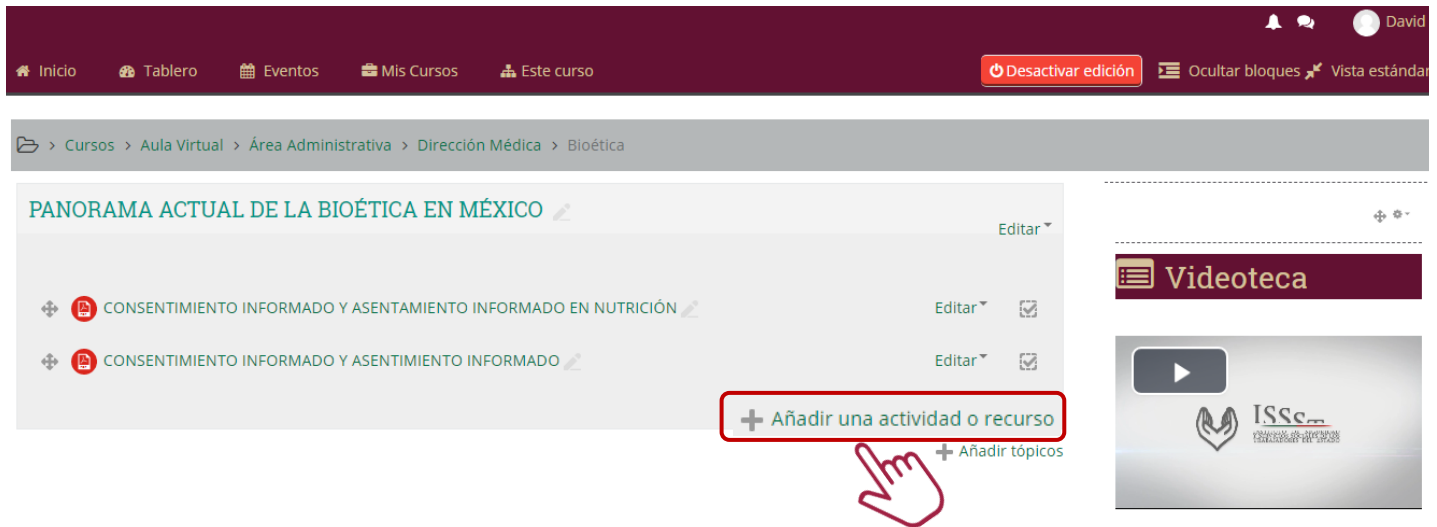 David
Inicio Tablero Eventos Mis Cursos Este curso Desactivar edición Ocultar bloques Vista estándar
> Cursos > Aula Virtual > Área Administrativa > Dirección Médica > Bioética
PANORAMA ACTUAL DE LA BIOÉTICA EN MÉXICO
Editar
CONSENTIMIENTO INFORMADO Y ASENTAMIENTO INFORMADO EN NUTRICIÓN Editar
CONSENTIMIENTO INFORMADO Y ASENTIMIENTO INFORMADO Editar
+ Añadir una actividad o recurso
+ Añadir tópicos
Videoteca